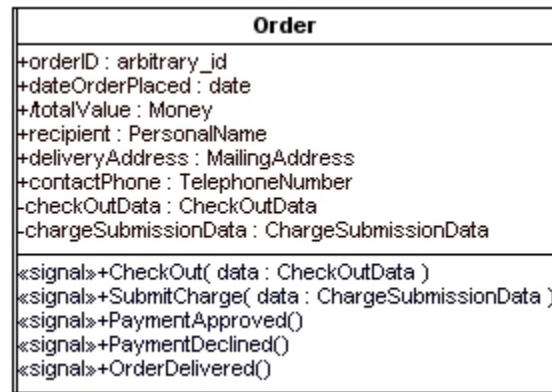 Order
+orderID : arbitrary_id
+dateOrderPlaced : date
+/totalValue : Money
+recipient : PersonalName
+deliveryAddress : MailingAddress
+contactPhone : TelephoneNumber
-checkOutData : CheckOutData
-chargeSubmissionData : ChargeSubmissionData
«signal»+CheckOut( data : CheckOutData )
«signal»+SubmitCharge( data : ChargeSubmissionData )
«signal»+PaymentApproved()
«signal»+PaymentDeclined()
«signal»+OrderDelivered()